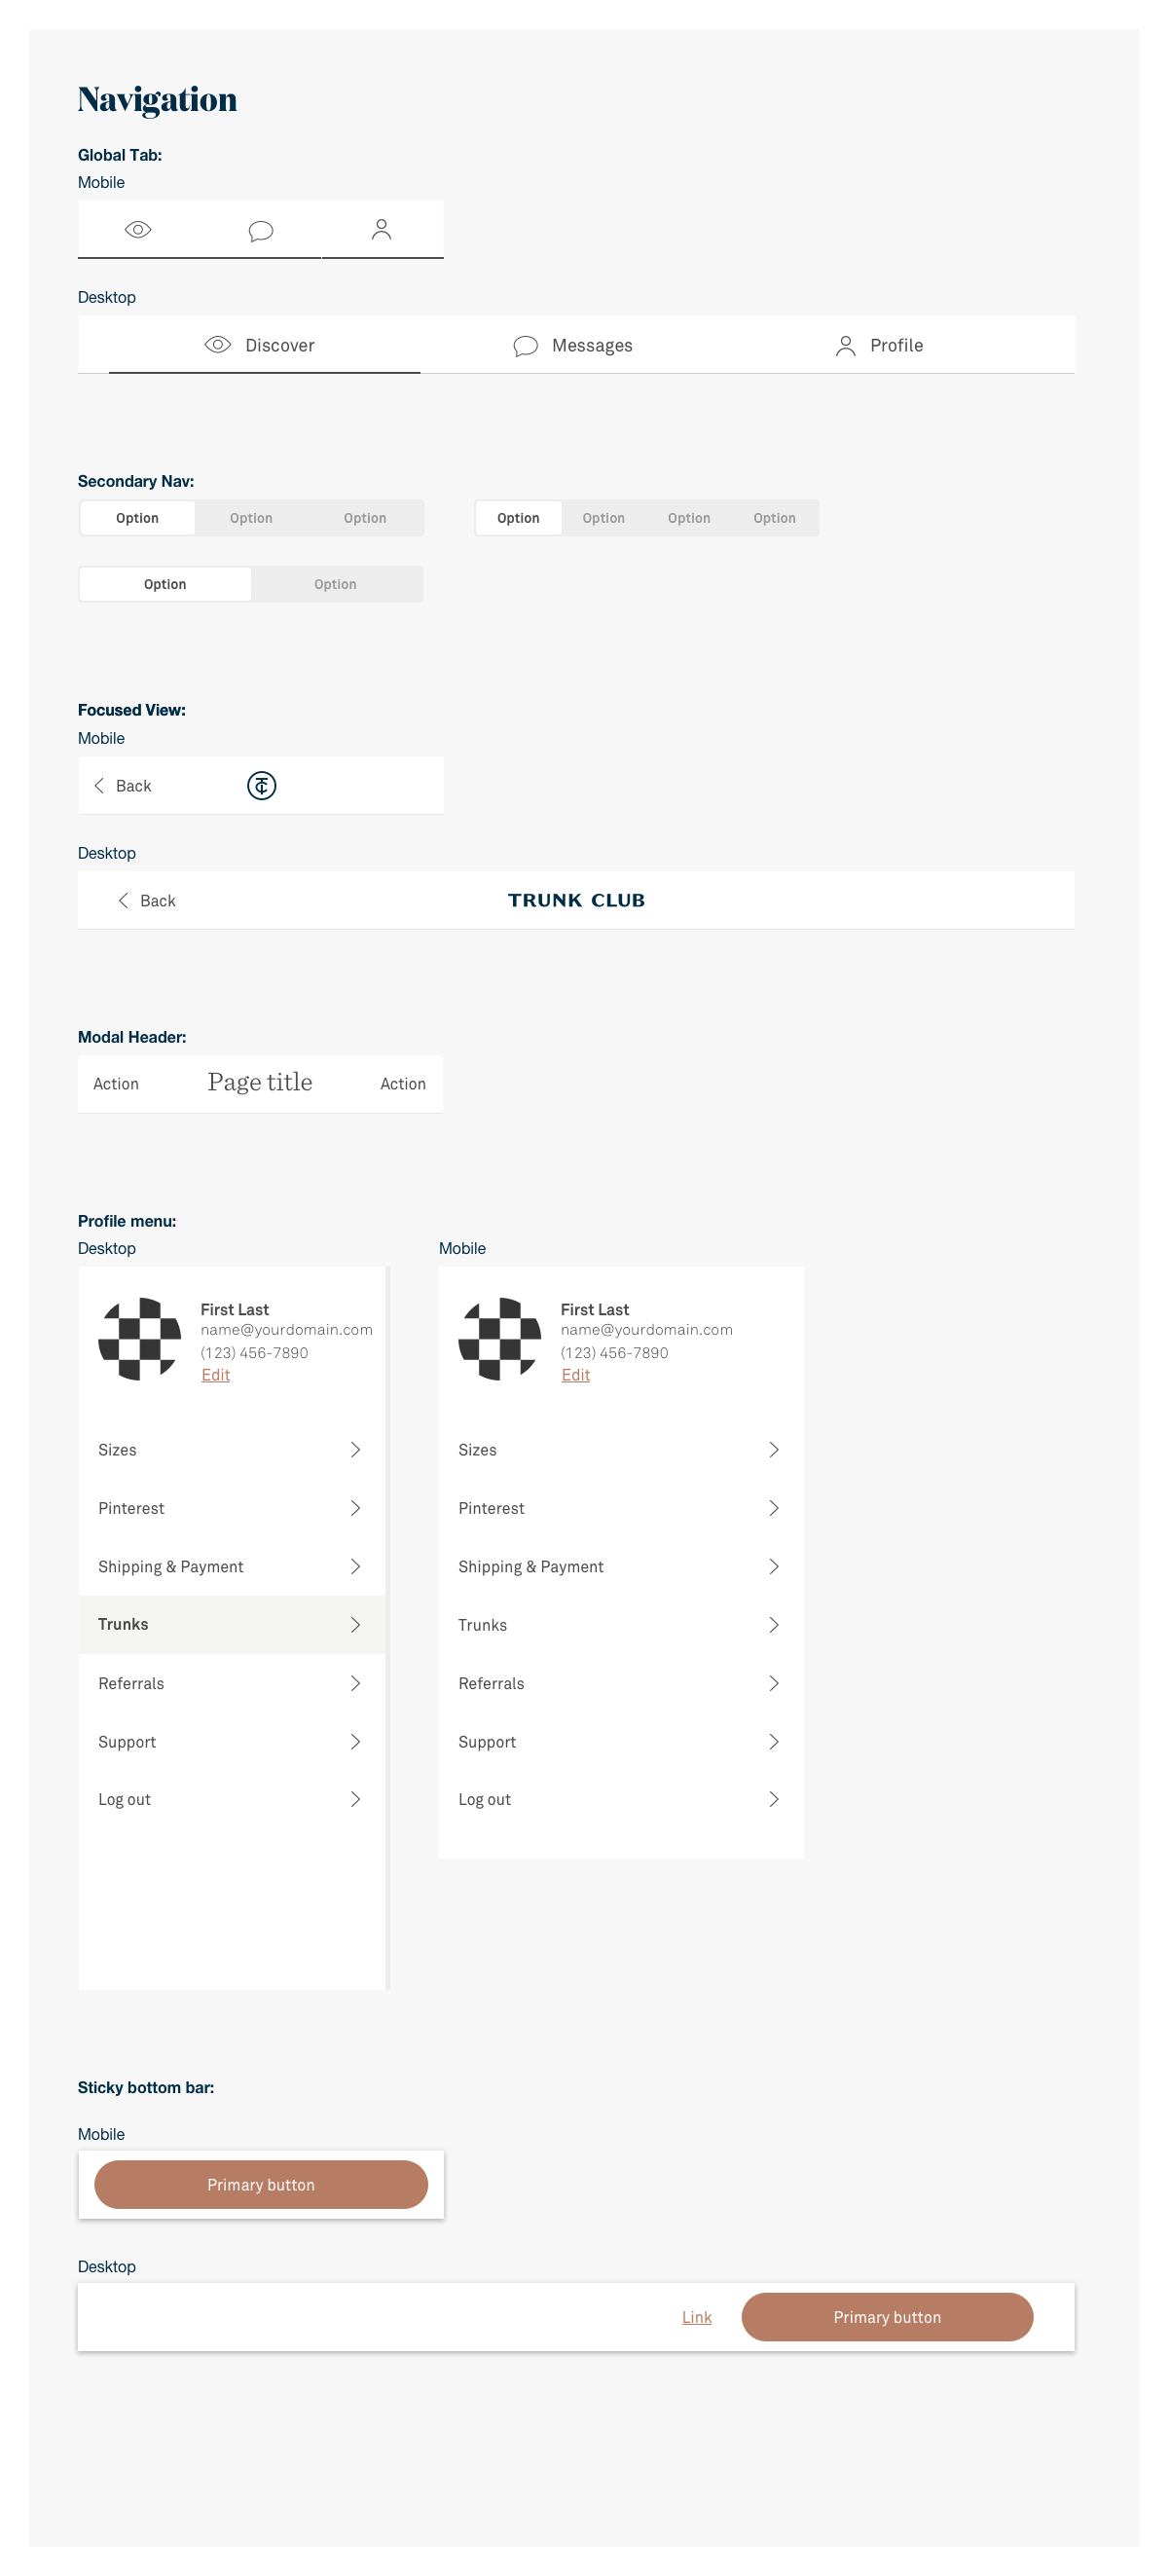 Navigation
Global Tab:
Mobile
Desktop
Discover Messages Profile
Secondary Nav:
Option Option Option
Option Option Option Option
Option Option
Focused View:
Mobile
Back
TC
Desktop
Back TRUNK CLUB
Modal Header:
Action Page title Action
Profile menu:
Desktop
First Last
name@yourdomain.com
(123) 456-7890
Edit
Sizes
Pinterest
Shipping & Payment
Trunks
Referrals
Support
Log out
Mobile
First Last
name@yourdomain.com
(123) 456-7890
Edit
Sizes
Pinterest
Shipping & Payment
Trunks
Referrals
Support
Log out
Sticky bottom bar:
Mobile
Primary button
Desktop
Link Primary button